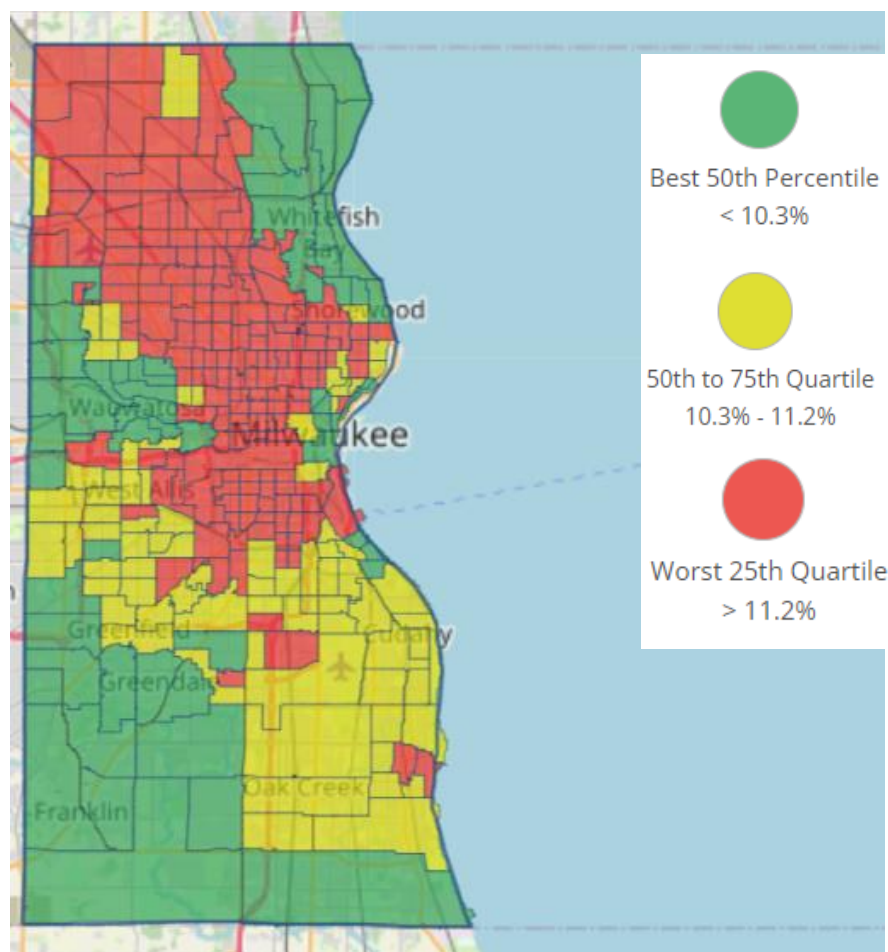 Whitefish
Bay
Shorewood
Wauwatosa
Milwaukee
West Allis
Greenfield
Cudahy
Greendale
Oak Creek
Franklin
Best 50th Percentile
< 10.3%
50th to 75th Quartile
10.3% - 11.2%
Worst 25th Quartile
> 11.2%